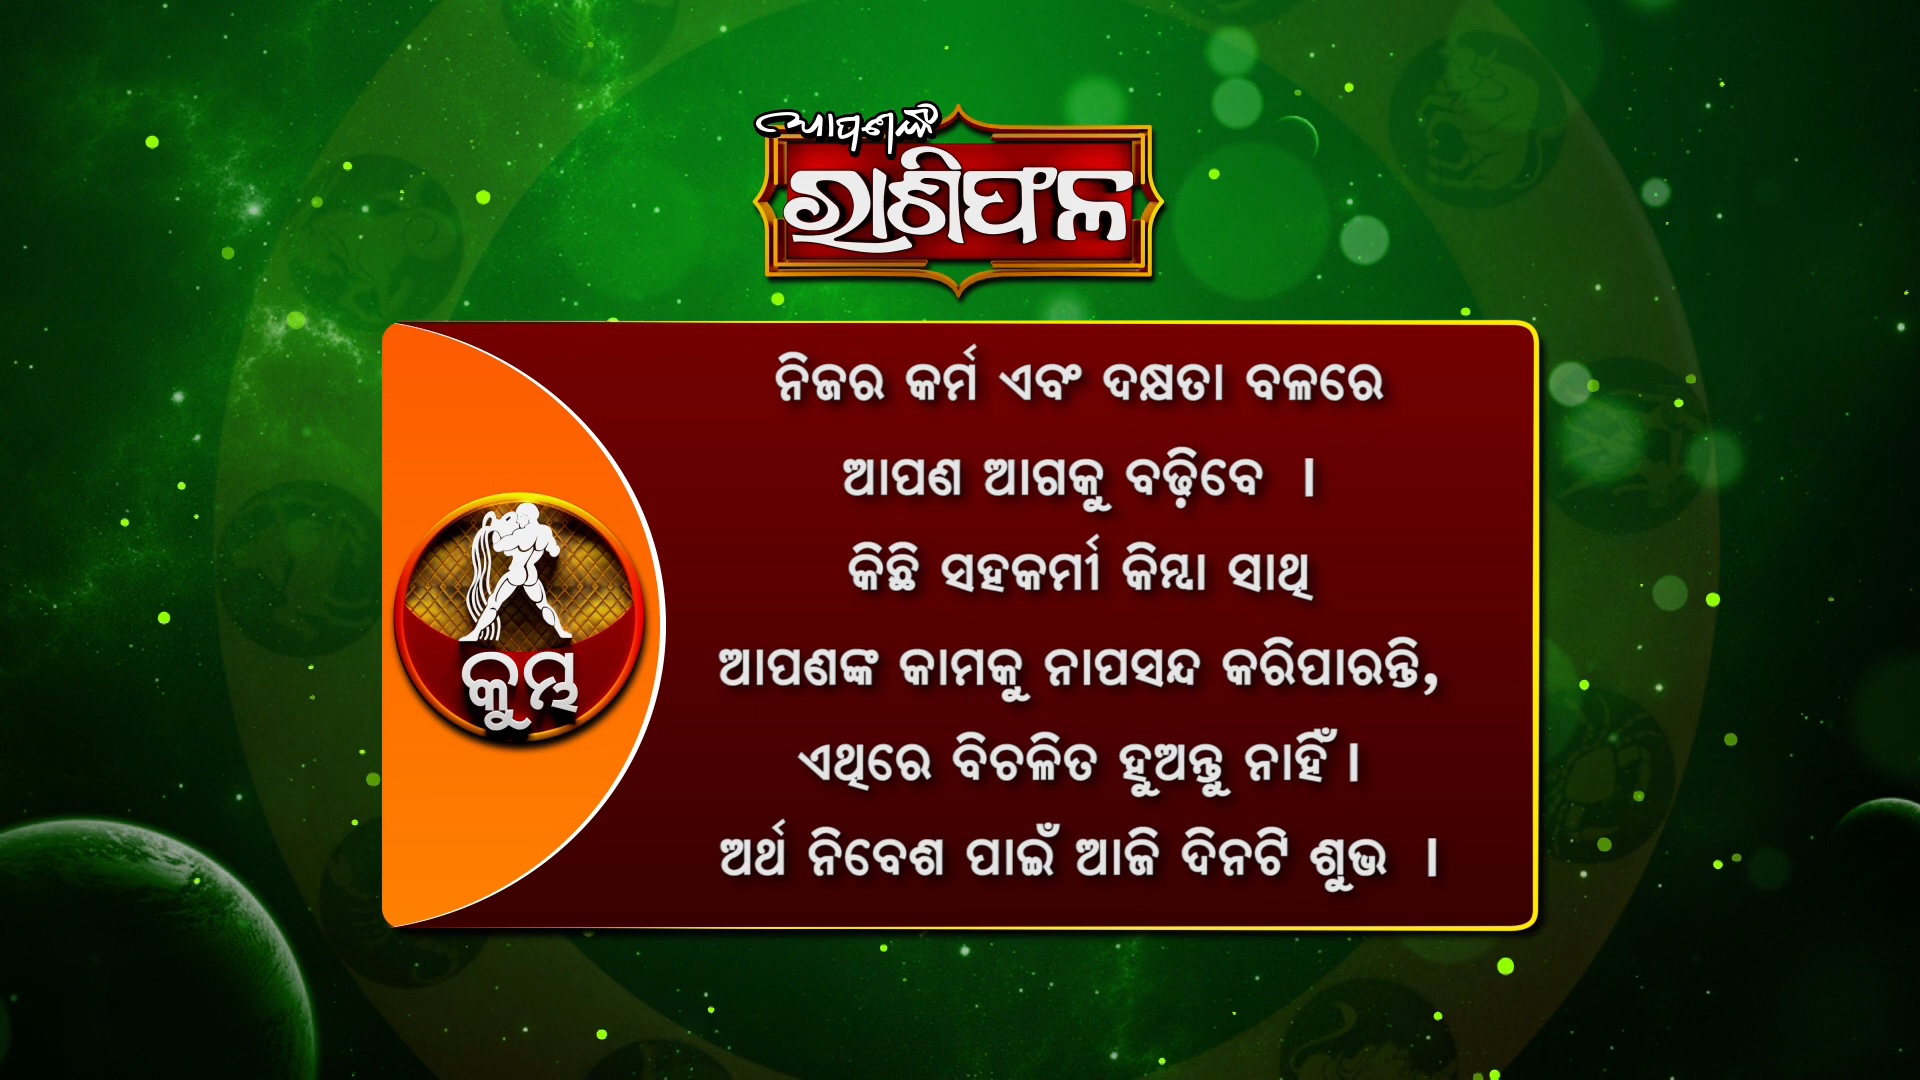 ଆପଣଙ୍କ
ରାଶିଫଳ
ନିଜର କର୍ମ ଏବଂ ଦକ୍ଷତା ବଳରେ
ଆପଣ ଆଗକୁ ବଢ଼ିବେ ।
କିଛି ସହକର୍ମୀ କିମ୍ବା ସାଥି
ଆପଣଙ୍କ କାମକୁ ନାପସନ୍ଦ କରିପାରନ୍ତି,
ଏଥିରେ ବିଚଳିତ ହୁଅନ୍ତୁ ନାହିଁ ।
ଅର୍ଥ ନିବେଶ ପାଇଁ ଆଜି ଦିନଟି ଶୁଭ ।
କୁମ୍ଭ